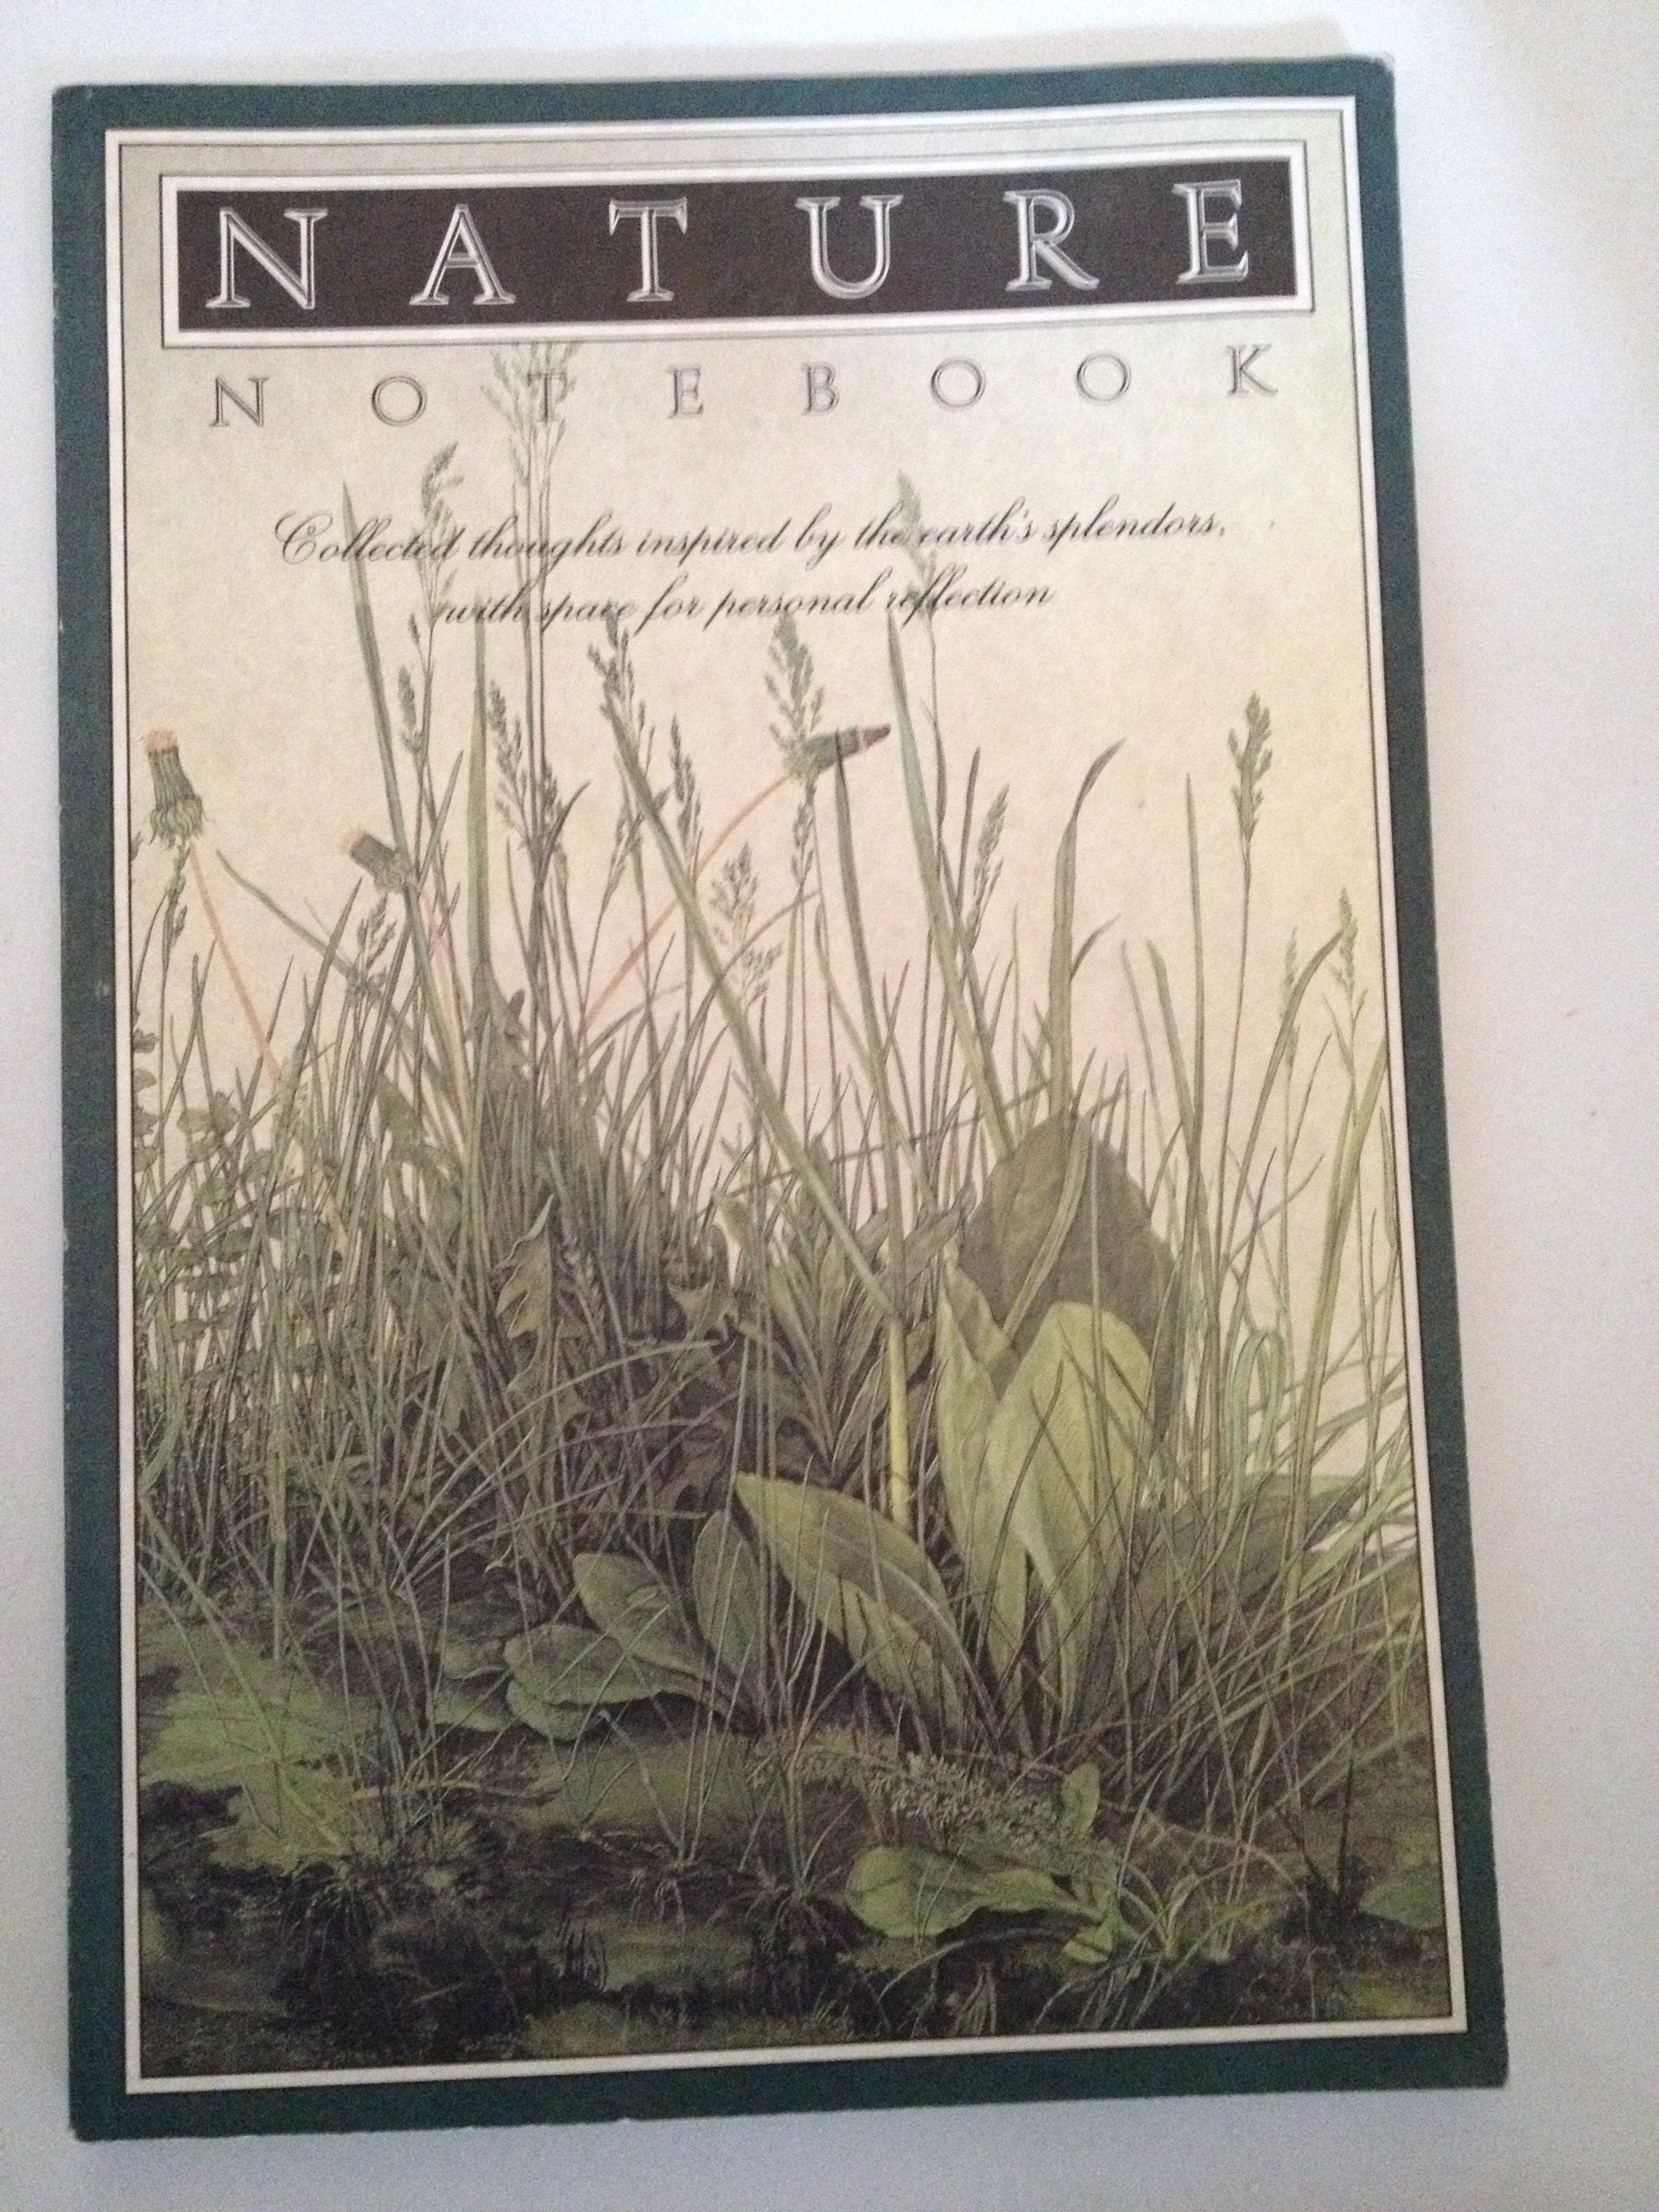 NATURE
NOTEBOOK
Collected thoughts inspired by the earth's splendors,
with space for personal reflection